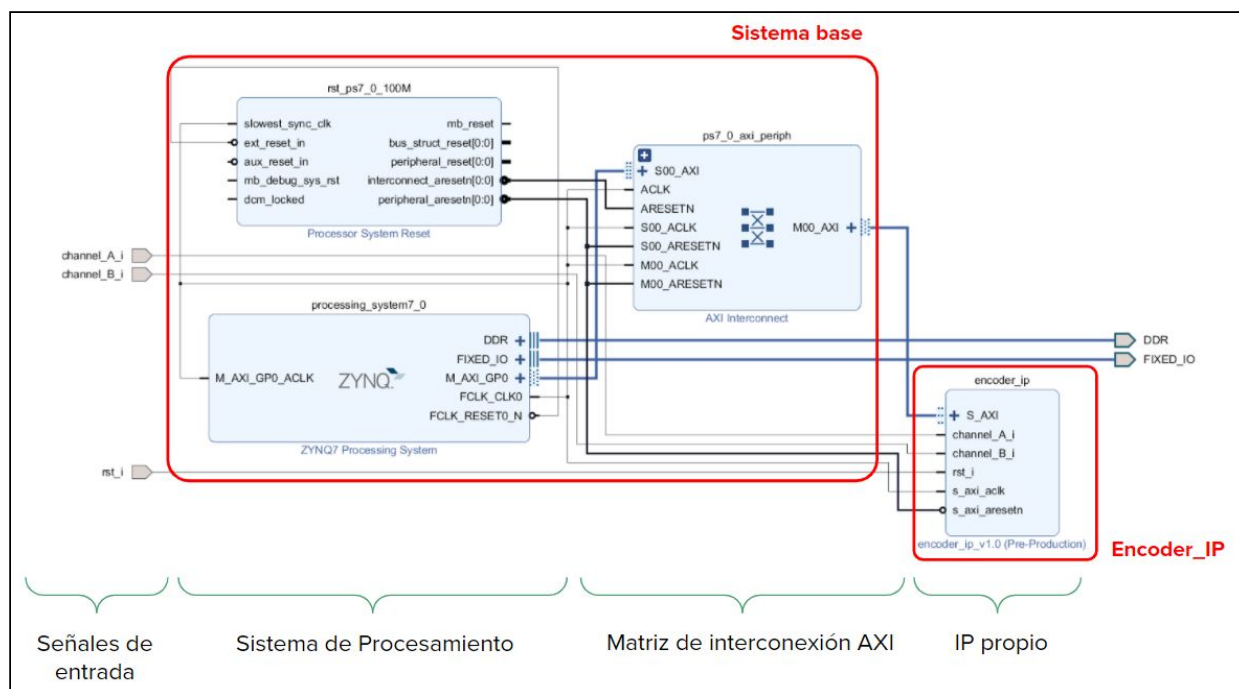 Sistema base
rst_ps7_0_100M
slowest_sync_clk
ext_reset_in
aux_reset_in
mb_debug_sys_rst
dcm_locked
mb_reset
bus_struct_reset[0:0]
peripheral_reset[0:0]
interconnect_aresetn[0:0]
peripheral_aresetn[0:0]
Processor System Reset
ps7_0_axi_periph
S00_AXI
ACLK
ARESETN
S00_ACLK
S00_ARESETN
M00_ACLK
M00_ARESETN
M00_AXI
AXI Interconnect
channel_A_i
channel_B_i
processing_system7_0
M_AXI_GP0_ACLK
ZYNQ
DDR
FIXED_IO
M_AXI_GP0
FCLK_CLK0
FCLK_RESET0_N
ZYNQ7 Processing System
rst_i
DDR
FIXED_IO
encoder_ip
S_AXI
channel_A_i
channel_B_i
rst_i
s_axi_aclk
s_axi_aresetn
encoder_ip_v1.0 (Pre-Production)
Encoder_IP
Señales de
entrada
Sistema de Procesamiento
Matriz de interconexión AXI
IP propio